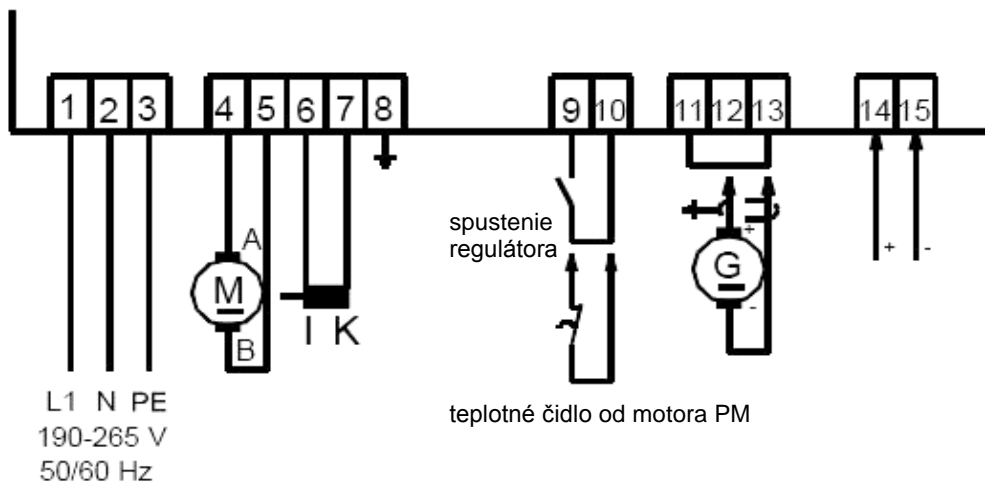 1 2 3 4 5 6 7 8 9 10 11 12 13 14 15
A
M
B
I K
spustenie
regulátora
+
G
-
+ -
L1 N PE
190-265 V
50/60 Hz
teplotné čidlo od motora PM